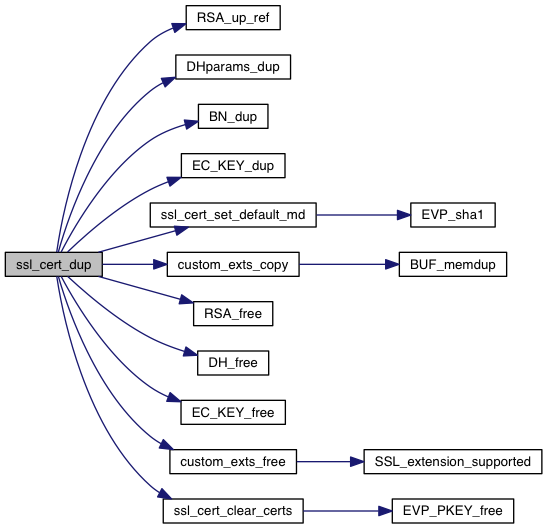 RSA_up_ref
DHparams_dup
BN_dup
EC_KEY_dup
ssl_cert_set_default_md
EVP_sha1
ssl_cert_dup
custom_exts_copy
BUF_memdup
RSA_free
DH_free
EC_KEY_free
custom_exts_free
SSL_extension_supported
ssl_cert_clear_certs
EVP_PKEY_free